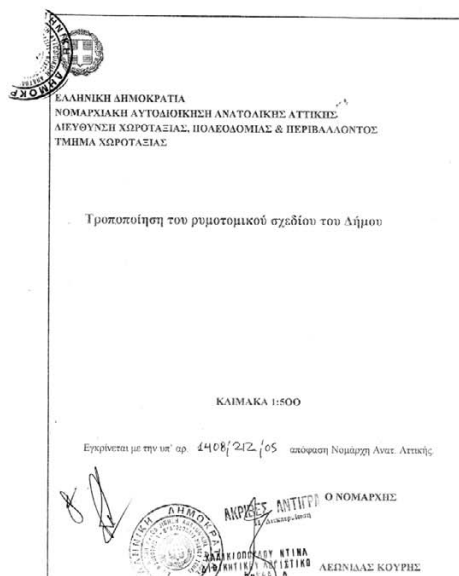 ΕΛΛΗΝΙΚΗ ΔΗΜΟΚΡΑΤΙΑ
ΝΟΜΑΡΧΙΑΚΗ ΑΥΤΟΔΙΟΙΚΗΣΗ ΑΝΑΤΟΛΙΚΗΣ ΑΤΤΙΚΗΣ
ΔΙΕΥΘΥΝΣΗ ΧΩΡΟΤΑΞΙΑΣ, ΠΟΛΕΟΔΟΜΙΑΣ & ΠΕΡΙΒΑΛΛΟΝΤΟΣ
ΤΜΗΜΑ ΧΩΡΟΤΑΞΙΑΣ
Τροποποίηση του ρυμοτομικού σχεδίου του Δήμου
ΚΛΙΜΑΚΑ 1:500
Εγκρίνεται με την υπ' αρ. 1408/212/05 απόφαση Νομάρχη Ανατ. Αττικής
Ο ΝΟΜΑΡΧΗΣ
ΑΚΡΙΒΕΣ
ΝΤΙΝΑ
ΛΕΩΝΙΔΑΣ ΚΟΥΡΗΣ